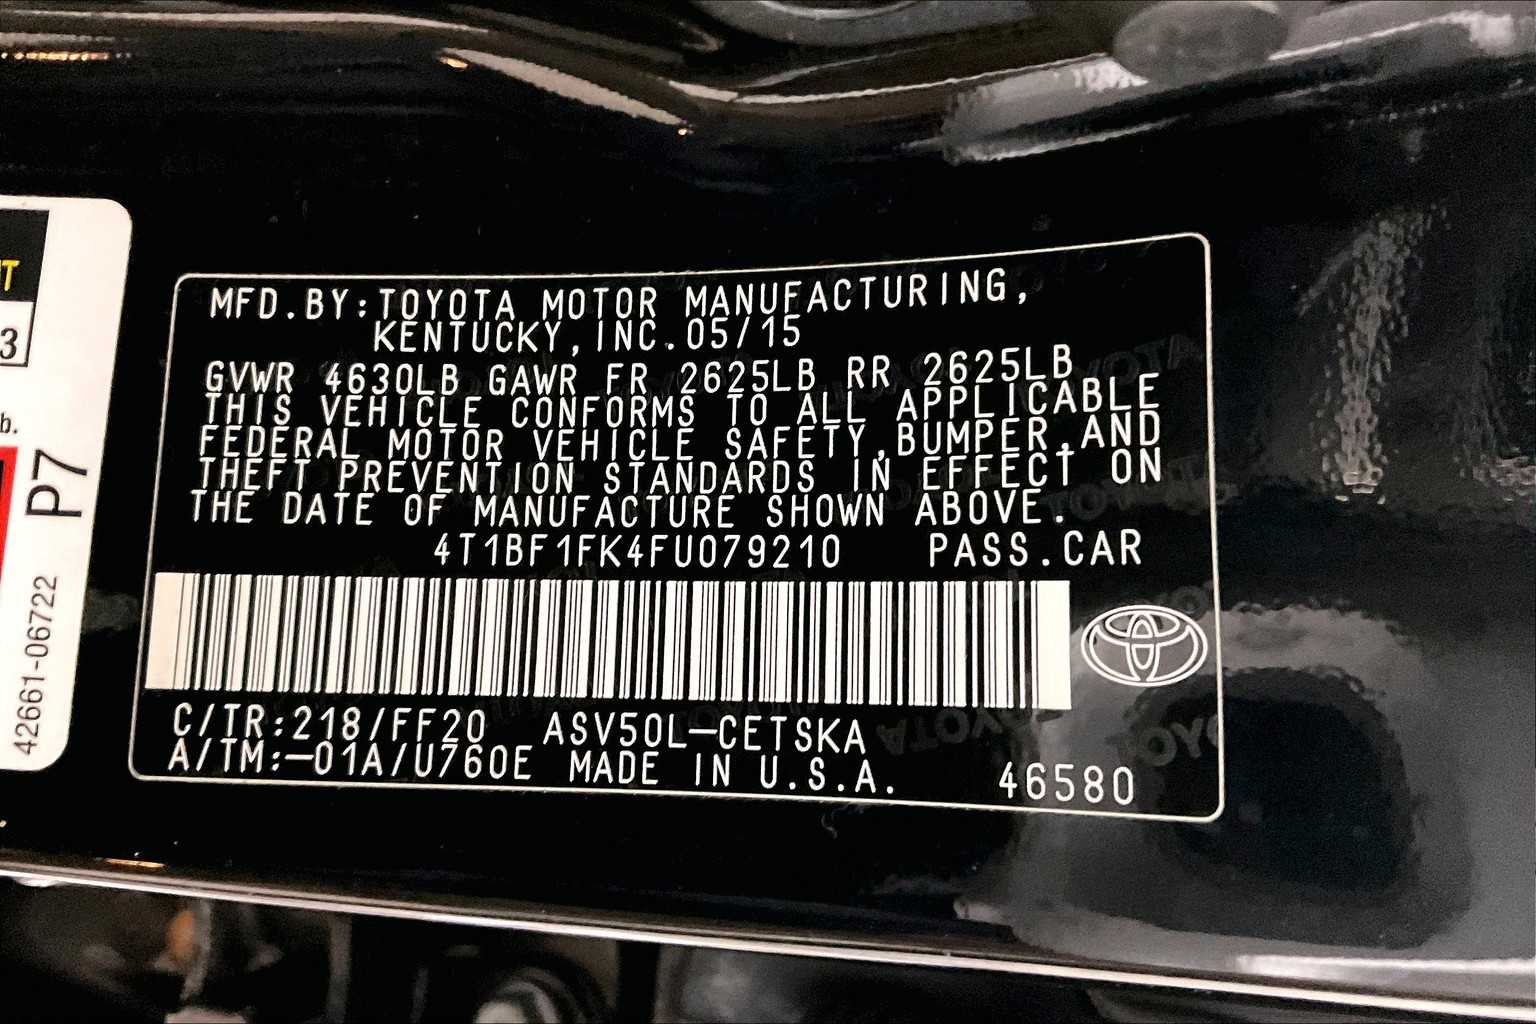 MFD.BY:TOYOTA MOTOR MANUFACTURING,
KENTUCKY,INC.05/15
GVWR 4630LB GAWR FR 2625LB RR 2625LB
THIS VEHICLE CONFORMS TO ALL APPLICABLE
FEDERAL MOTOR VEHICLE SAFETY,BUMPER,AND
THEFT PREVENTION STANDARDS IN EFFECT ON
THE DATE OF MANUFACTURE SHOWN ABOVE.
4T1BF1FK4FU079210 PASS.CAR
C/TR:218/FF20 ASV50L-CETSKA
A/TM:-01A/U760E MADE IN U.S.A. 46580
3
b.
P7
42661-06722